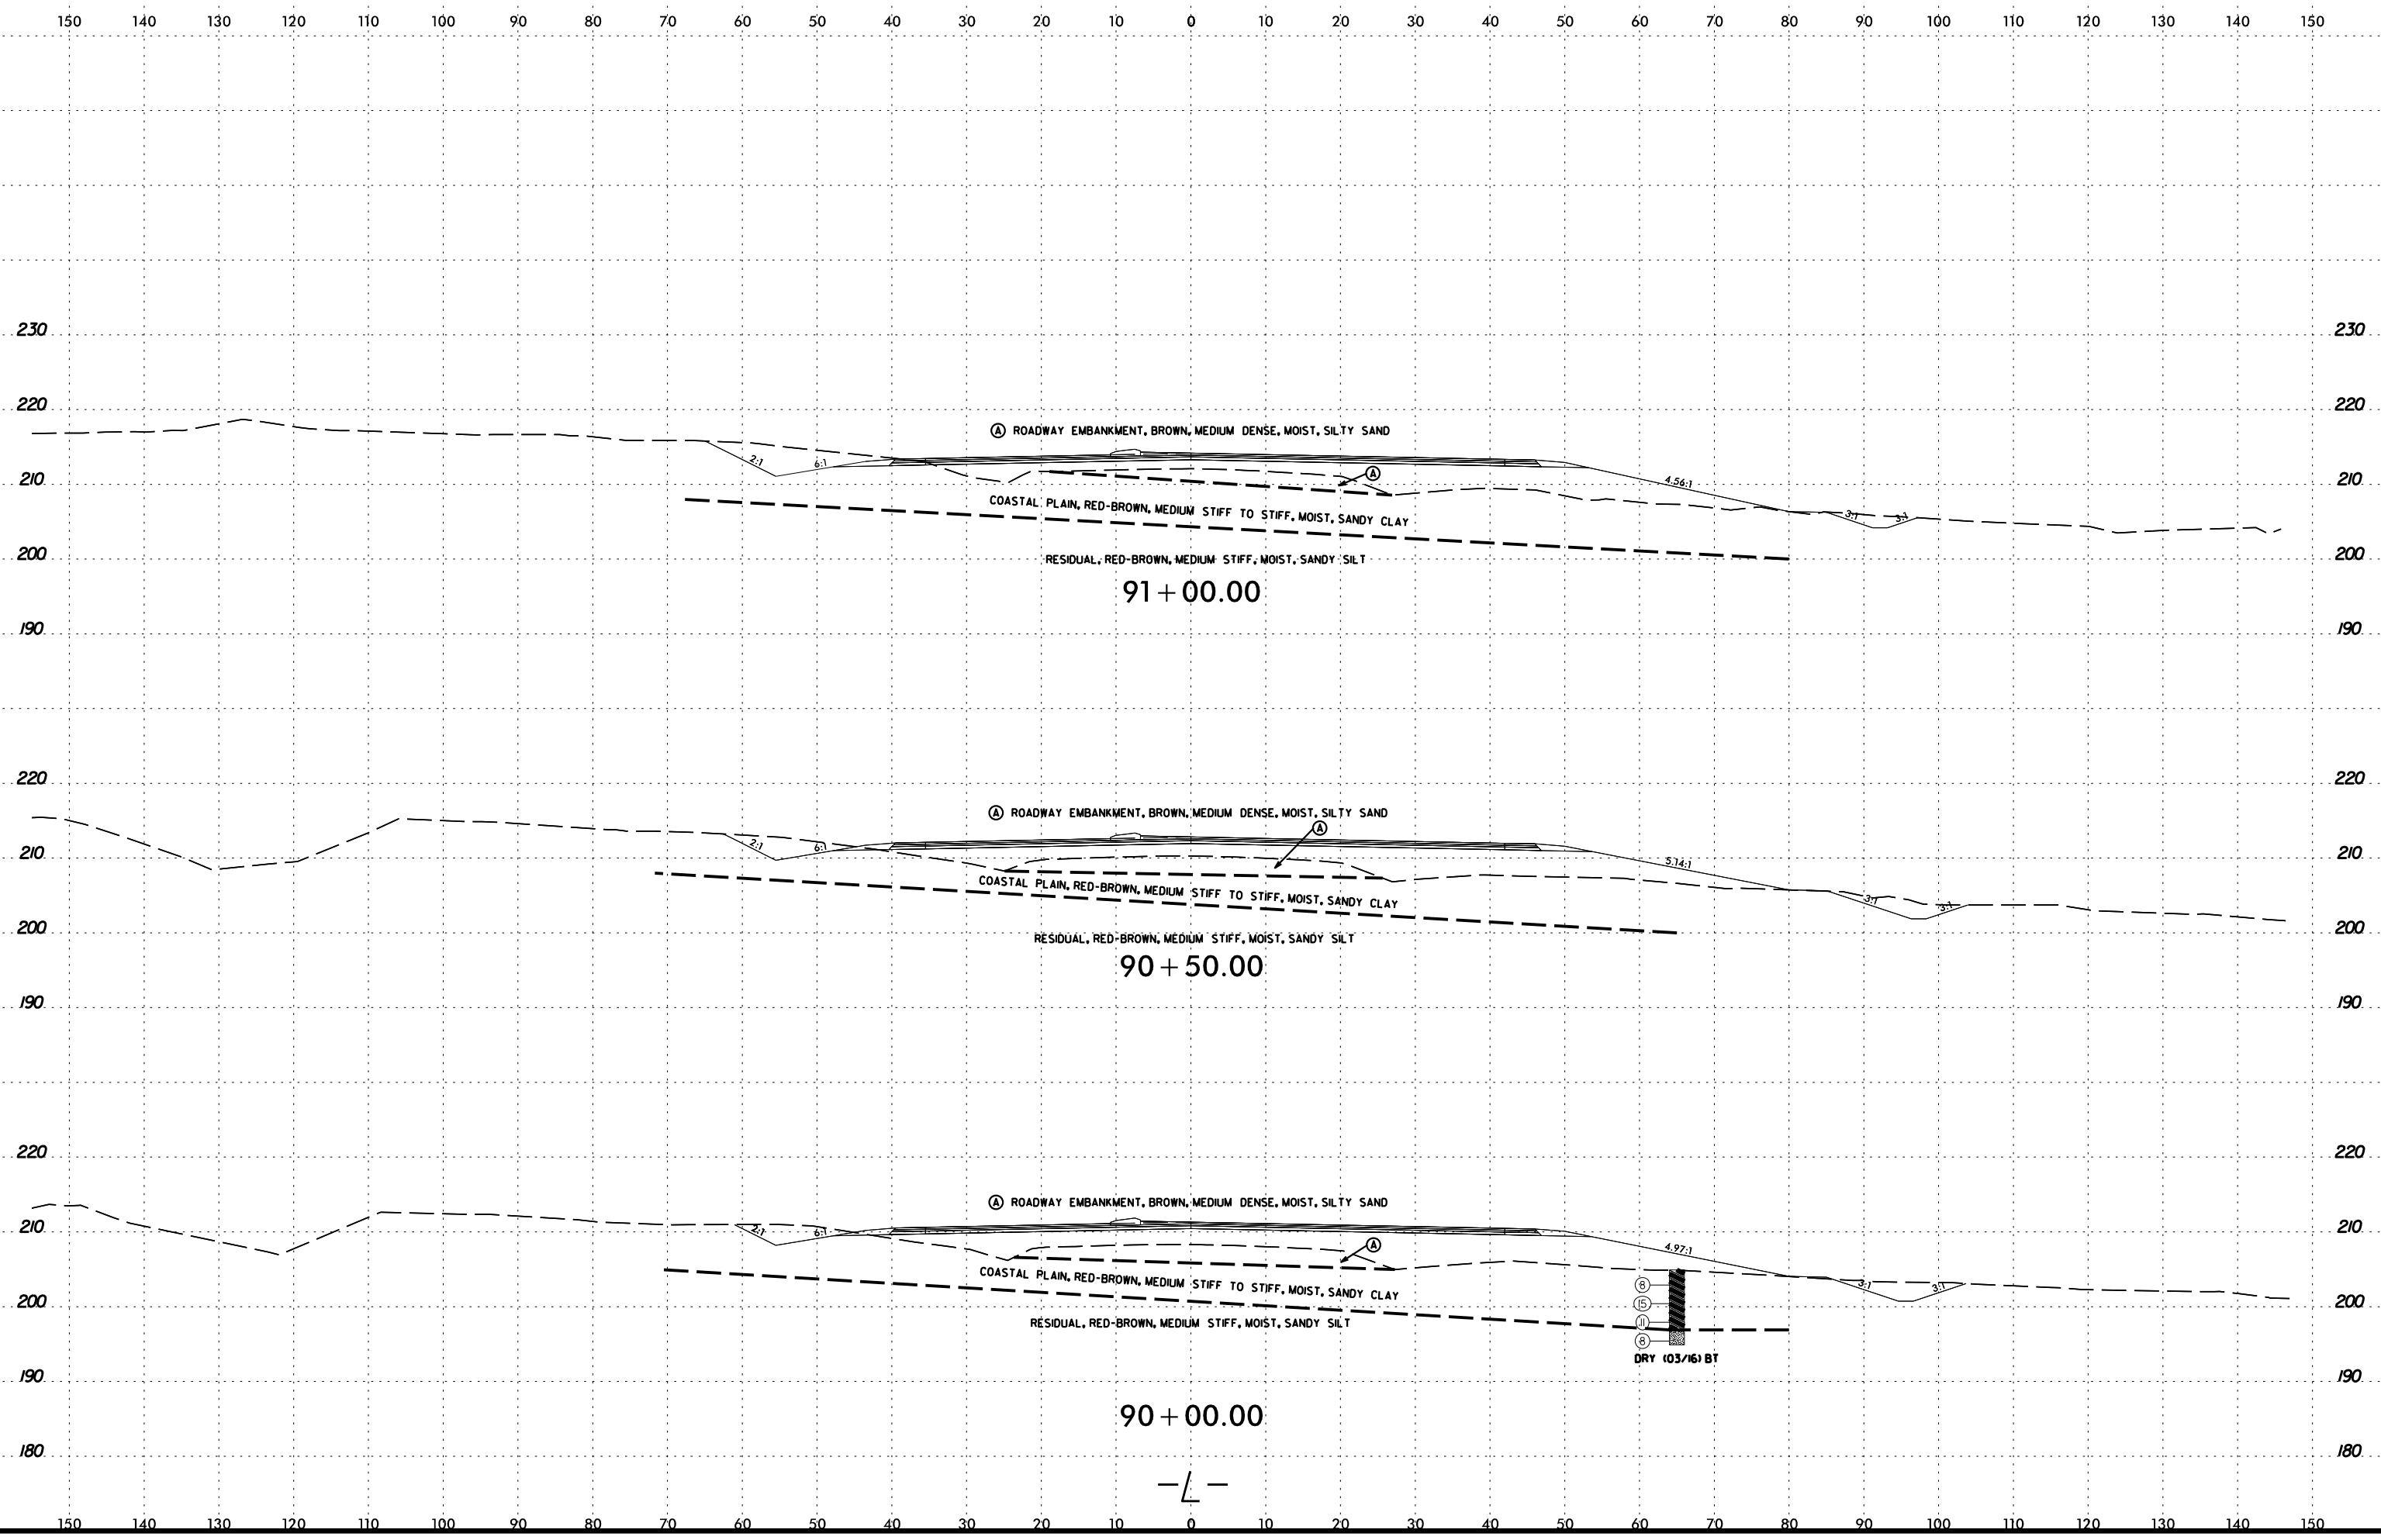 150 140 130 120 110 100 90 80 70 60 50 40 30 20 10 0 10 20 30 40 50 60 70 80 90 100 110 120 130 140 150
230 230
220 220
A ROADWAY EMBANKMENT, BROWN, MEDIUM DENSE, MOIST, SILTY SAND
2:1 6:1 A 4.56:1
210 210
COASTAL PLAIN, RED-BROWN, MEDIUM STIFF TO STIFF, MOIST, SANDY CLAY
3:1 3:1
200 200
RESIDUAL, RED-BROWN, MEDIUM STIFF, MOIST, SANDY SILT
91+00.00
190 190
220 220
A ROADWAY EMBANKMENT, BROWN, MEDIUM DENSE, MOIST, SILTY SAND
A
2:1 6:1 5.14:1
210 210
COASTAL PLAIN, RED-BROWN, MEDIUM STIFF TO STIFF, MOIST, SANDY CLAY
3:1 3:1
200 200
RESIDUAL, RED-BROWN, MEDIUM STIFF, MOIST, SANDY SILT
90+50.00
190 190
220 220
A ROADWAY EMBANKMENT, BROWN, MEDIUM DENSE, MOIST, SILTY SAND
210 210
2:1 6:1 A 4.97:1
COASTAL PLAIN, RED-BROWN, MEDIUM STIFF TO STIFF, MOIST, SANDY CLAY
8 3:1 3:1
200 15 200
RESIDUAL, RED-BROWN, MEDIUM STIFF, MOIST, SANDY SILT
11
8
DRY (03/16) BT
190 190
90+00.00
180 180
-L-
150 140 130 120 110 100 90 80 70 60 50 40 30 20 10 0 10 20 30 40 50 60 70 80 90 100 110 120 130 140 150